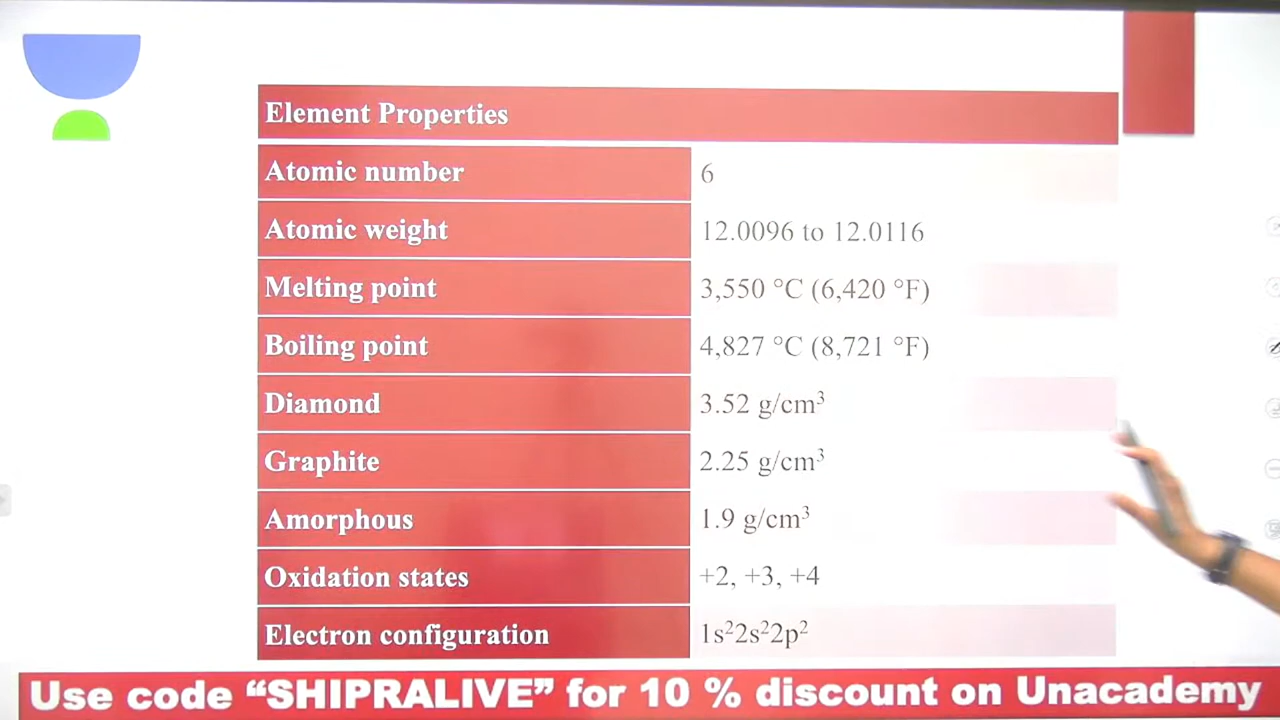 Element Properties
Atomic number 6
Atomic weight 12.0096 to 12.0116
Melting point 3,550 °C (6,420 °F)
Boiling point 4,827 °C (8,721 °F)
Diamond 3.52 g/cm³
Graphite 2.25 g/cm³
Amorphous 1.9 g/cm³
Oxidation states +2, +3, +4
Electron configuration 1s²2s²2p²
Use code “SHIPRALIVE” for 10 % discount on Unacademy